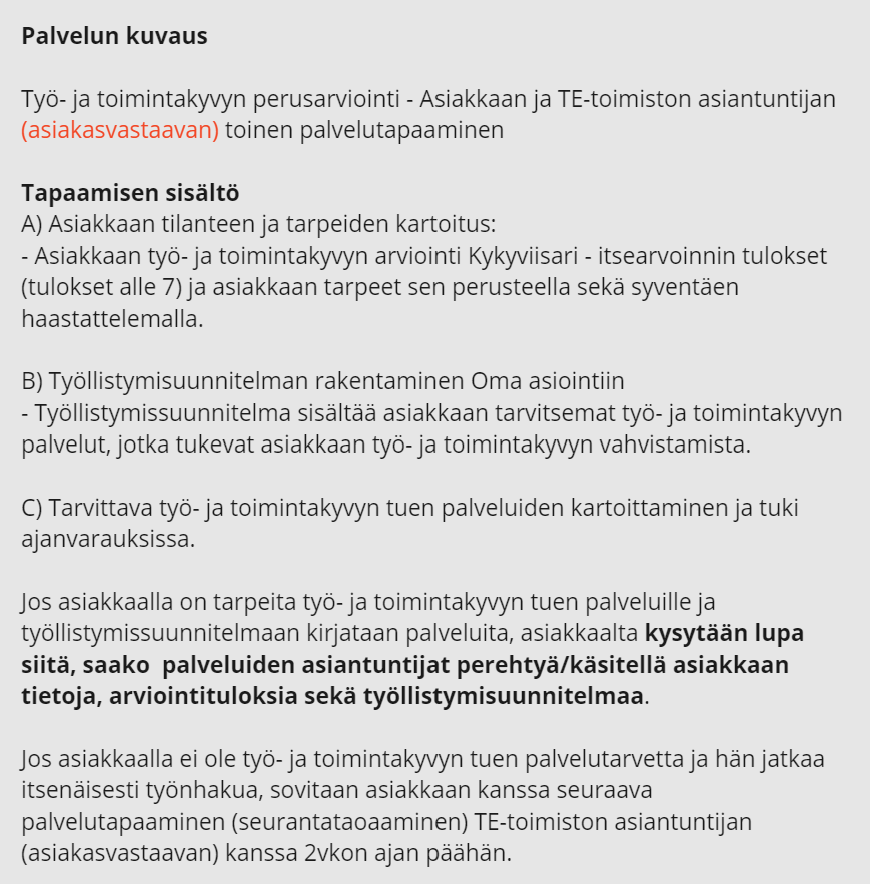 Palvelun kuvaus
Työ- ja toimintakyvyn perusarviointi - Asiakkaan ja TE-toimiston asiantuntijan
(asiakasvastaavan) toinen palvelutapaaminen
Tapaamisen sisältö
A) Asiakkaan tilanteen ja tarpeiden kartoitus:
- Asiakkaan työ- ja toimintakyvyn arviointi Kykyviisari - itsearvoinnin tulokset
(tulokset alle 7) ja asiakkaan tarpeet sen perusteella sekä syventäen
haastattelemalla.
B) Työllistymisuunnitelman rakentaminen Oma asiointiin
- Työllistymissuunnitelma sisältää asiakkaan tarvitsemat työ- ja toimintakyvyn
palvelut, jotka tukevat asiakkaan työ- ja toimintakyvyn vahvistamista.
C) Tarvittava työ- ja toimintakyvyn tuen palveluiden kartoittaminen ja tuki
ajanvarauksissa.
Jos asiakkaalla on tarpeita työ- ja toimintakyvyn tuen palveluille ja
työllistymissuunnitelmaan kirjataan palveluita, asiakkaalta kysytään lupa
siitä, saako  palveluiden asiantuntijat perehtyä/käsitellä asiakkaan
tietoja, arviointituloksia sekä työllistymisuunnitelmaa.
Jos asiakkaalla ei ole työ- ja toimintakyvyn tuen palvelutarvetta ja hän jatkaa
itsenäisesti työnhakua, sovitaan asiakkaan kanssa seuraava
palvelutapaaminen (seurantataoaaminen) TE-toimiston asiantuntijan
(asiakasvastaavan) kanssa 2vkon ajan päähän.